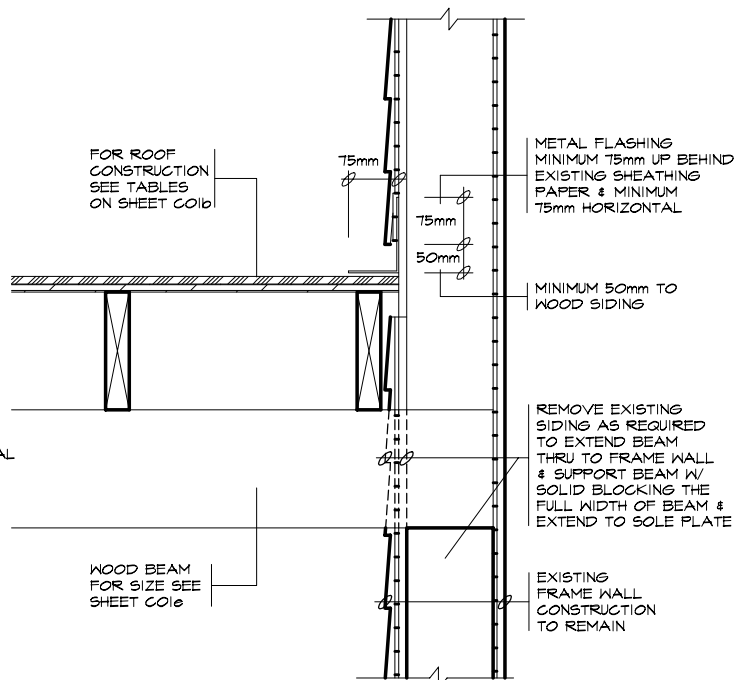 FOR ROOF
CONSTRUCTION
SEE TABLES
ON SHEET C01b
75mm
METAL FLASHING
MINIMUM 75mm UP BEHIND
EXISTING SHEATHING
PAPER & MINIMUM
75mm HORIZONTAL
75mm
50mm
MINIMUM 50mm TO
WOOD SIDING
REMOVE EXISTING
SIDING AS REQUIRED
TO EXTEND BEAM
THRU TO FRAME WALL
& SUPPORT BEAM W/
SOLID BLOCKING THE
FULL WIDTH OF BEAM &
EXTEND TO SOLE PLATE
AL
WOOD BEAM
FOR SIZE SEE
SHEET C01e
EXISTING
FRAME WALL
CONSTRUCTION
TO REMAIN